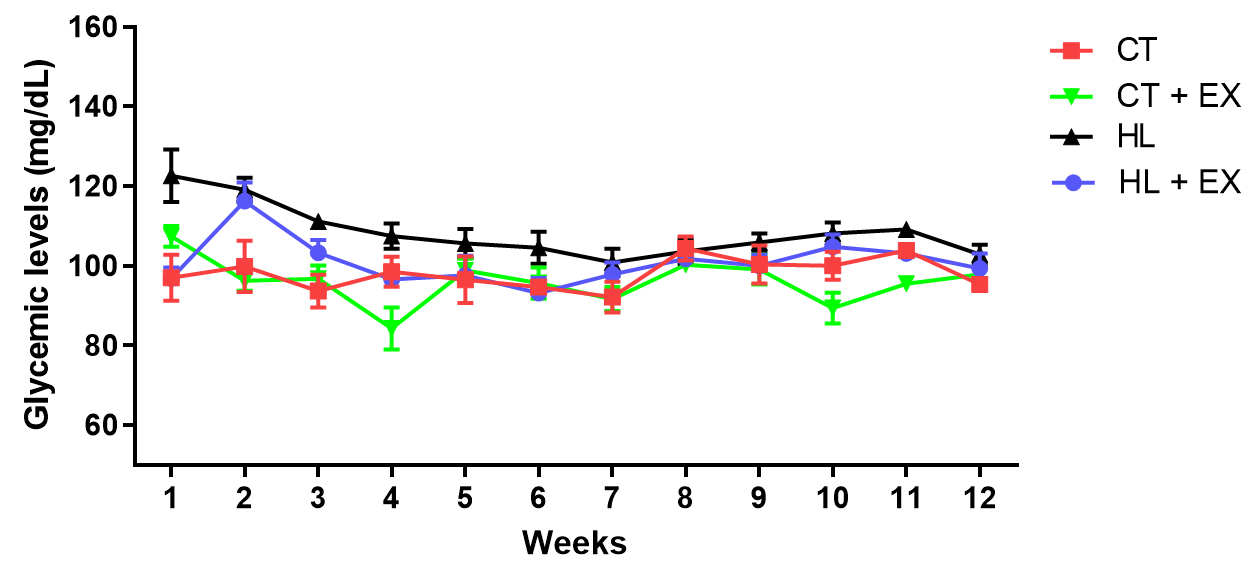 Glycemic levels (mg/dL)
160
140
120
100
80
60
1 2 3 4 5 6 7 8 9 10 11 12
Weeks
CT
CT + EX
HL
HL + EX